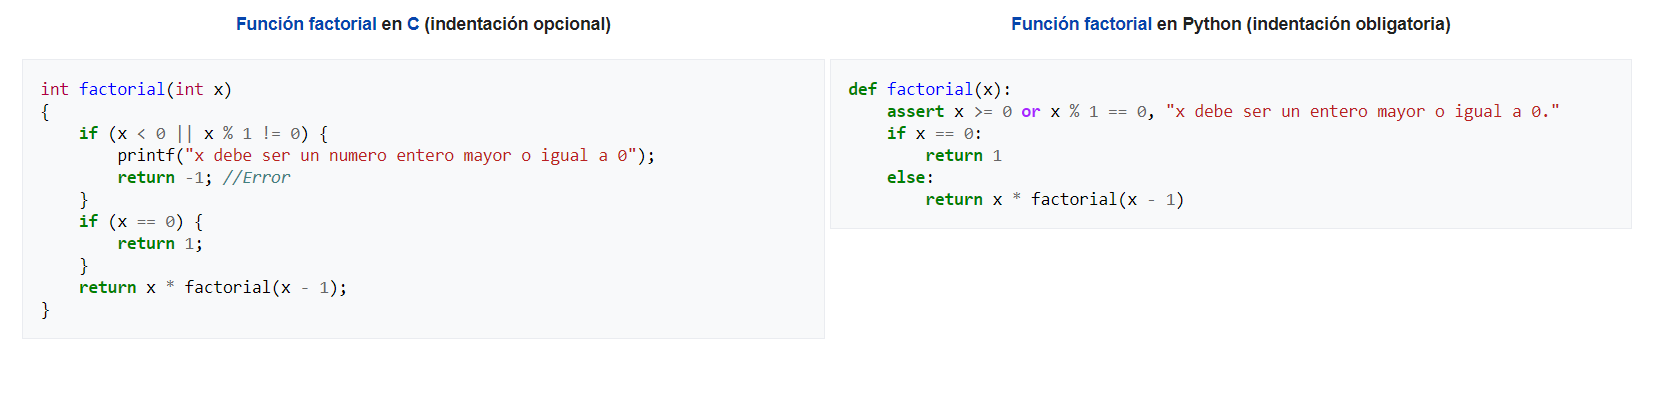 Función factorial en C (indentación opcional)
int factorial(int x)
{
    if (x < 0 || x % 1 != 0) {
        printf("x debe ser un numero entero mayor o igual a 0");
        return -1; //Error
    }
    if (x == 0) {
        return 1;
    }
    return x * factorial(x - 1);
}
Función factorial en Python (indentación obligatoria)
def factorial(x):
    assert x >= 0 or x % 1 == 0, "x debe ser un entero mayor o igual a 0."
    if x == 0:
        return 1
    else:
        return x * factorial(x - 1)